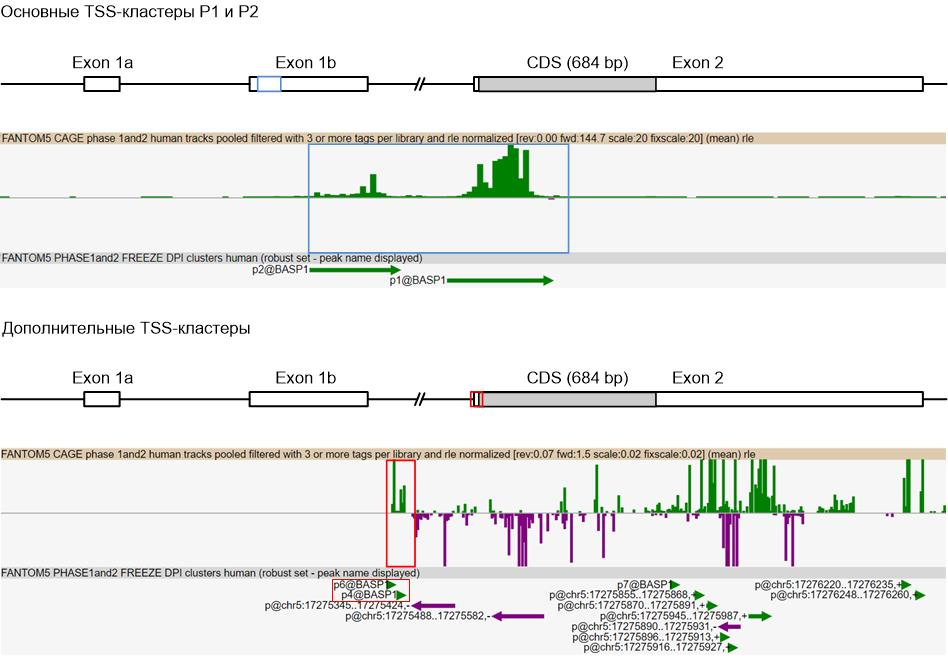 Основные TSS-кластеры P1 и P2
Exon 1a Exon 1b CDS (684 bp) Exon 2
FANTOM5 CAGE phase 1and2 human tracks pooled filtered with 3 or more tags per library and rle normalized [rev:0.00 fwd:144.7 scale:20 fixscale:20] (mean) rle
FANTOM5 PHASE1and2 FREEZE DPI clusters human (robust set - peak name displayed)
p2@BASP1
p1@BASP1
Дополнительные TSS-кластеры
Exon 1a Exon 1b CDS (684 bp) Exon 2
FANTOM5 CAGE phase 1and2 human tracks pooled filtered with 3 or more tags per library and rle normalized [rev:0.07 fwd:1.5 scale:0.02 fixscale:0.02] (mean) rle
FANTOM5 PHASE1and2 FREEZE DPI clusters human (robust set - peak name displayed)
p6@BASP1 p7@BASP1 p@chr5:17276220..17276235,+
p4@BASP1 p@chr5:17275855..17275868,+ p@chr5:17276248..17276260,+
p@chr5:17275345..17275424,- p@chr5:17275870..17275891,+
p@chr5:17275488..17275582,- p@chr5:17275945..17275987,+
p@chr5:17275890..17275931,-
p@chr5:17275896..17275913,+
p@chr5:17275916..17275927,+